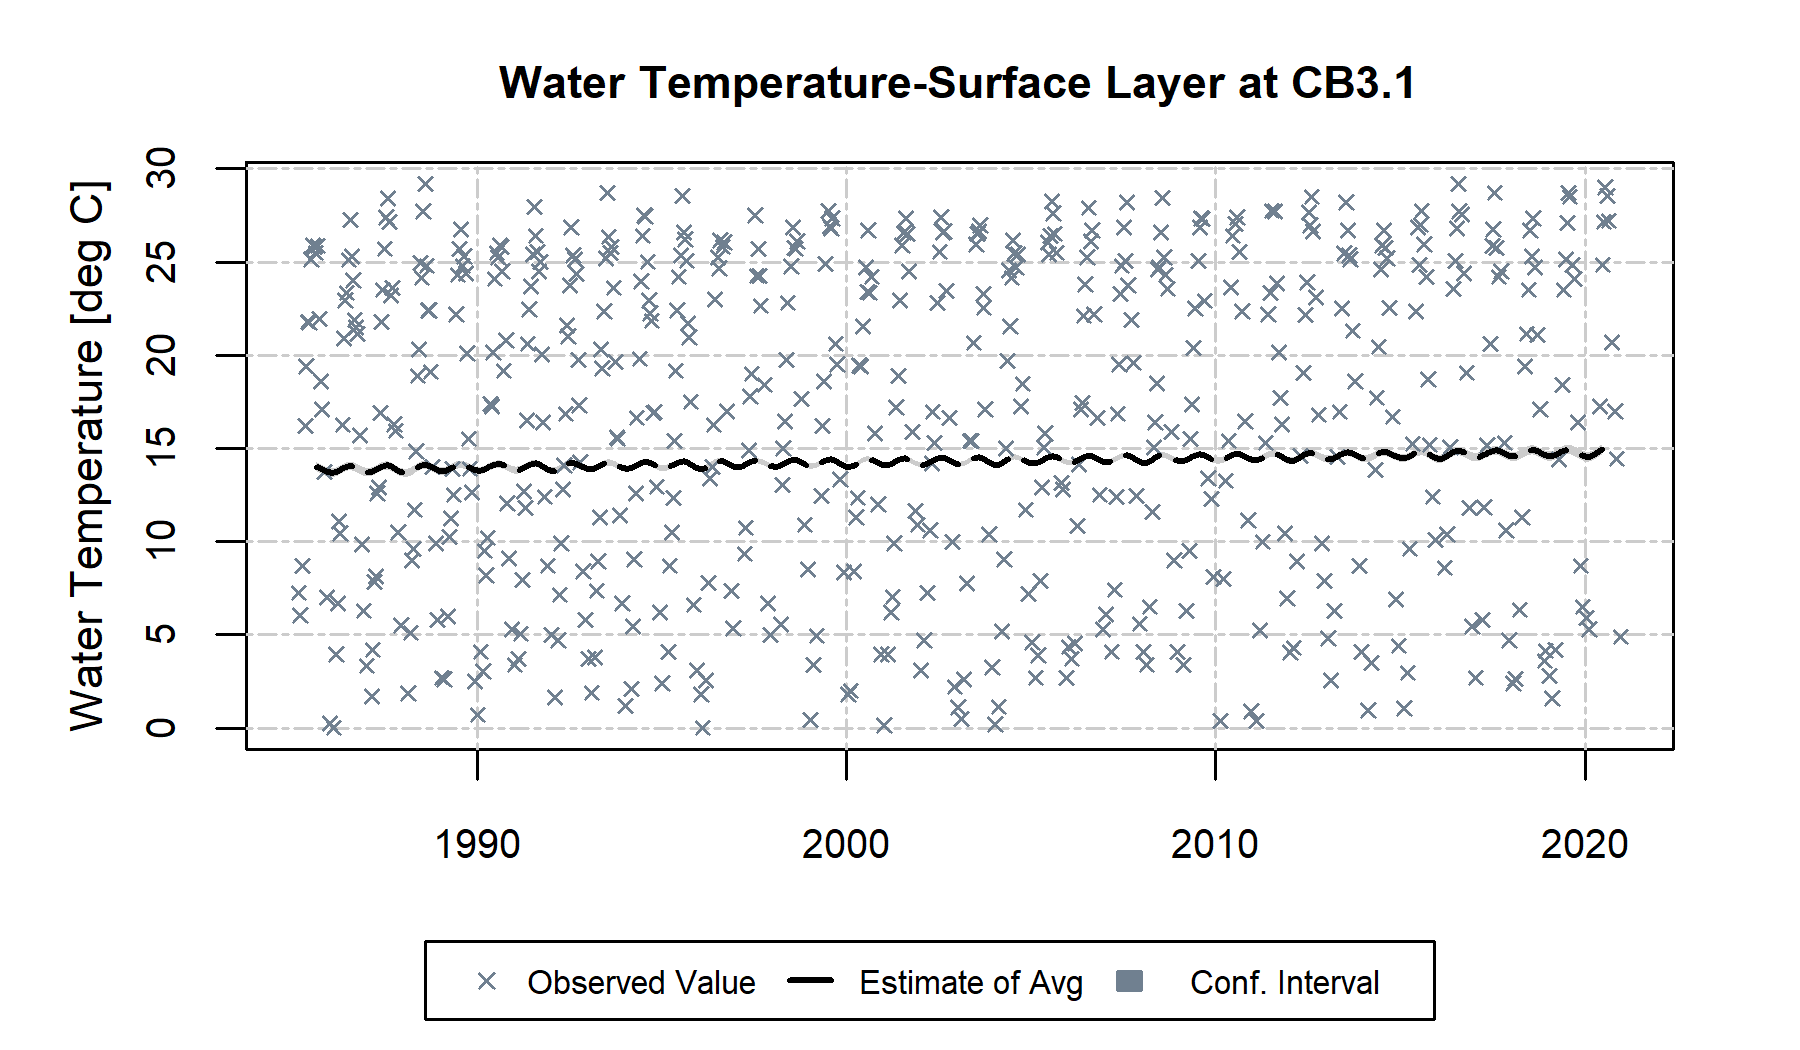 Water Temperature-Surface Layer at CB3.1
Water Temperature [deg C]
30
25
20
15
10
5
0
1990 2000 2010 2020
Observed Value Estimate of Avg Conf. Interval